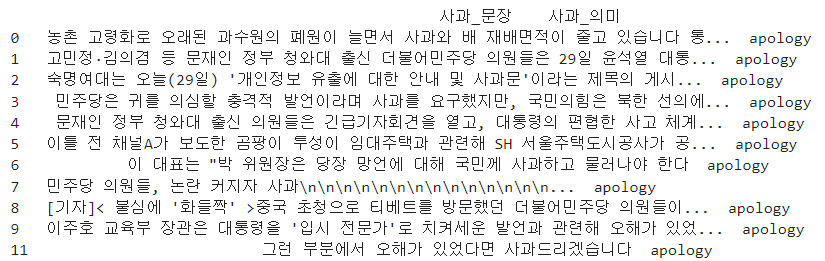 사과_문장 사과_의미
0 농촌 고령화로 오래된 과수원의 폐원이 늘면서 사과와 배 재배면적이 줄고 있습니다 통... apology
1 고민정·김의겸 등 문재인 정부 청와대 출신 더불어민주당 의원들은 29일 윤석열 대통... apology
2 숙명여대는 오늘(29일) '개인정보 유출에 대한 안내 및 사과문'이라는 제목의 게시... apology
3 민주당은 귀를 의심할 충격적 발언이라며 사과를 요구했지만, 국민의힘은 북한 선의에... apology
4 문재인 정부 청와대 출신 의원들은 긴급기자회견을 열고, 대통령의 편협한 사고 체계... apology
5 이틀 전 채널A가 보도한 곰팡이 투성이 임대주택과 관련해 SH 서울주택도시공사가 공... apology
6 이 대표는 "박 위원장은 당장 망언에 대해 국민께 사과하고 물러나야 한다 apology
7 민주당 의원들, 논란 커지자 사과\n\n\n\n\n\n\n\n\n\n\n\n\n\n... apology
8 [기자]< 불심에 '화들짝' >중국 초청으로 티베트를 방문했던 더불어민주당 의원들이... apology
9 이주호 교육부 장관은 대통령을 '입시 전문가'로 치켜세운 발언과 관련해 오해가 있었... apology
11 그런 부분에서 오해가 있었다면 사과드리겠습니다 apology